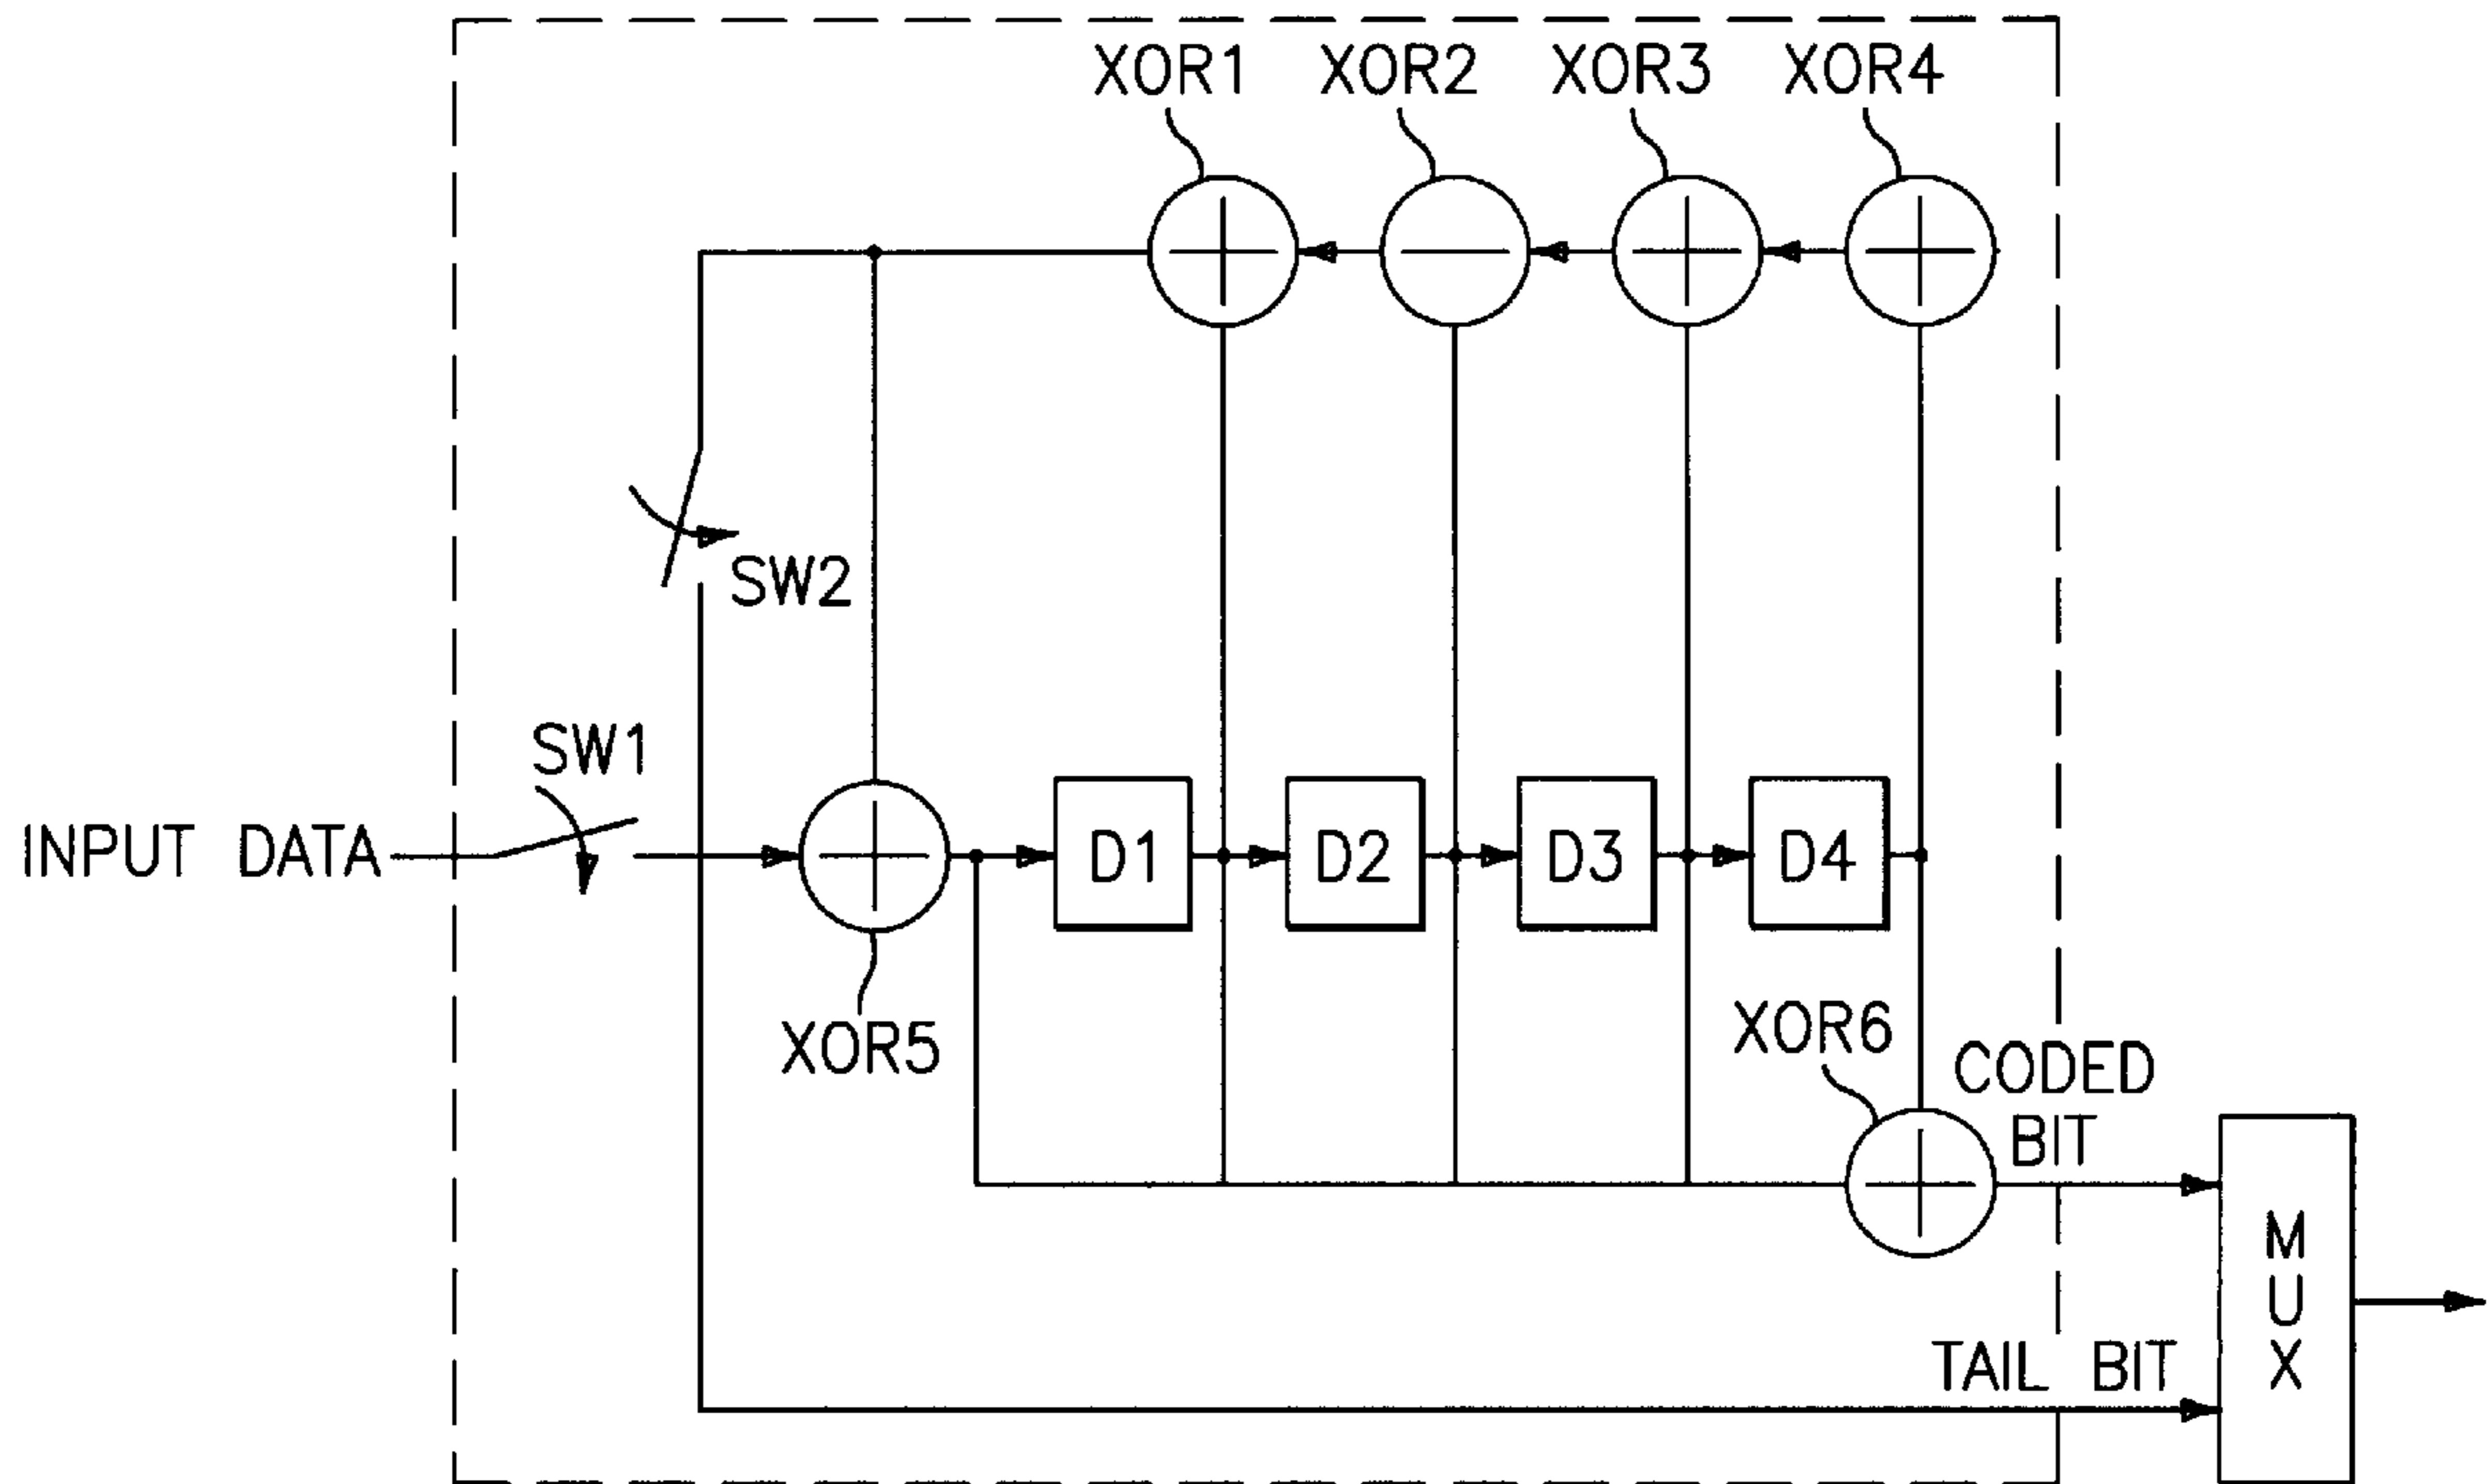 XOR1 XOR2 XOR3 XOR4
SW2
SW1
INPUT DATA
D1 D2 D3 D4
XOR5
XOR6
CODED
BIT
M
U
X
TAIL BIT